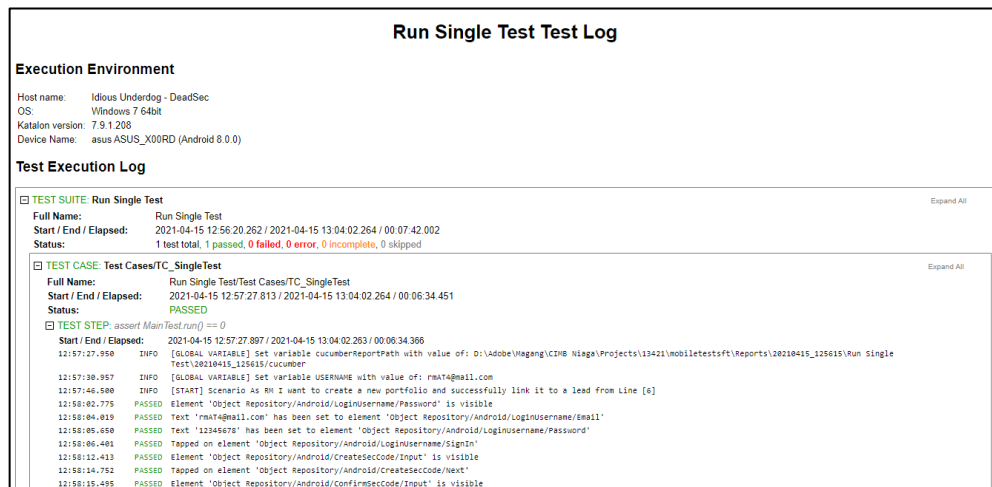 Run Single Test Test Log
Execution Environment
Host name: Idious Underdog - DeadSec
OS: Windows 7 64bit
Katalon version: 7.9.1.208
Device Name: asus ASUS_X00RD (Android 8.0.0)
Test Execution Log
TEST SUITE: Run Single Test Expand All
Full Name: Run Single Test
Start / End / Elapsed: 2021-04-15 12:56:20.262 / 2021-04-15 13:04:02.264 / 00:07:42.002
Status: 1 test total, 1 passed, 0 failed, 0 error, 0 incomplete, 0 skipped
TEST CASE: Test Cases/TC_SingleTest Expand All
Full Name: Run Single Test/Test Cases/TC_SingleTest
Start / End / Elapsed: 2021-04-15 12:57:27.813 / 2021-04-15 13:04:02.264 / 00:06:34.451
Status: PASSED
TEST STEP: assert MainTest.run() == 0
Start / End / Elapsed: 2021-04-15 12:57:27.897 / 2021-04-15 13:04:02.263 / 00:06:34.366
12:57:27.950 INFO [GLOBAL VARIABLE] Set variable cucumberReportPath with value of: D:\Adobe\Magang\CIMB Niaga\Projects\13421\mobiletestsft\Reports\20210415_125615\Run Single
Test\20210415_125615/cucumber
12:57:30.957 INFO [GLOBAL VARIABLE] Set variable USERNAME with value of: rmAT4@mail.com
12:57:46.500 INFO [START] Scenario As RM I want to create a new portfolio and successfully link it to a lead from Line [6]
12:58:02.775 PASSED Element 'Object Repository/Android/LoginUsername/Password' is visible
12:58:04.019 PASSED Text 'rmAT4@mail.com' has been set to element 'Object Repository/Android/LoginUsername/Email'
12:58:05.650 PASSED Text '12345678' has been set to element 'Object Repository/Android/LoginUsername/Password'
12:58:06.401 PASSED Tapped on element 'Object Repository/Android/LoginUsername/SignIn'
12:58:12.413 PASSED Element 'Object Repository/Android/CreateSecCode/Input' is visible
12:58:14.752 PASSED Tapped on element 'Object Repository/Android/CreateSecCode/Next'
12:58:15.495 PASSED Element 'Object Repository/Android/ConfirmSecCode/Input' is visible